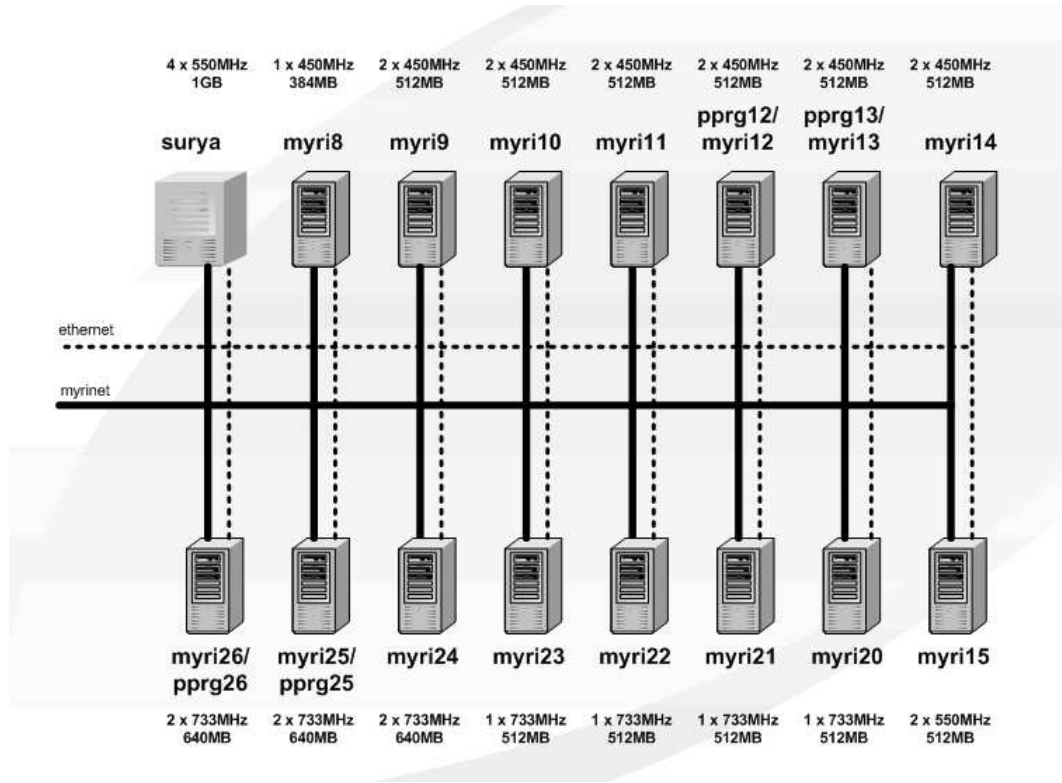 4 x 550MHz 1 x 450MHz 2 x 450MHz 2 x 450MHz 2 x 450MHz 2 x 450MHz 2 x 450MHz 2 x 450MHz
1GB 384MB 512MB 512MB 512MB 512MB 512MB 512MB
pprg12/ pprg13/
surya myri8 myri9 myri10 myri11 myri12 myri13 myri14
ethernet
myrinet
myri26/ myri25/ myri24 myri23 myri22 myri21 myri20 myri15
pprg26 pprg25
2 x 733MHz 2 x 733MHz 2 x 733MHz 1 x 733MHz 1 x 733MHz 1 x 733MHz 1 x 733MHz 2 x 550MHz
640MB 640MB 640MB 512MB 512MB 512MB 512MB 512MB